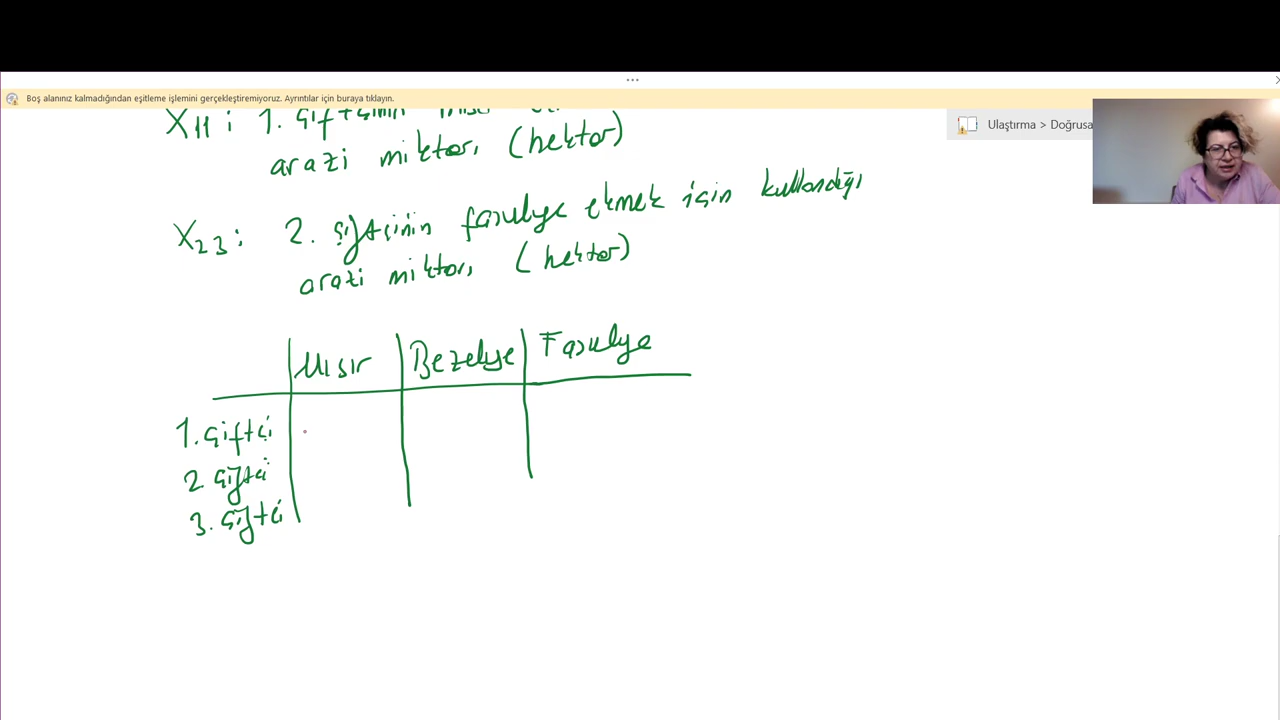 Boş alanınız kalmadığından eşitleme işlemini gerçekleştiremiyoruz. Ayrıntılar için buraya tıklayın.
Ulaştırma > Doğrusa
X11: 1. çiftçinin
arazi miktarı (hektar)
X23: 2. çiftçinin fasulye ekmek için kullandığı
arazi miktarı (hektar)
Mısır Bezelye Fasulye
1. çiftçi
2. çiftçi
3. çiftçi